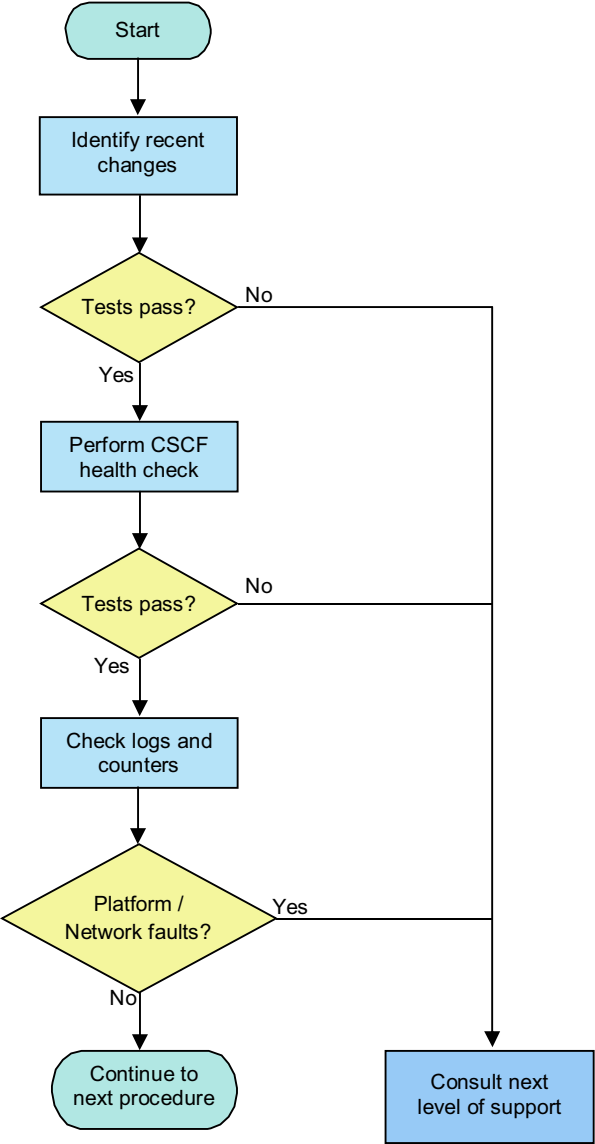 Start
Identify recent
changes
Tests pass?
No
Yes
Perform CSCF
health check
Tests pass?
No
Yes
Check logs and
counters
Platform /
Network faults?
Yes
No
Continue to
next procedure
Consult next
level of support